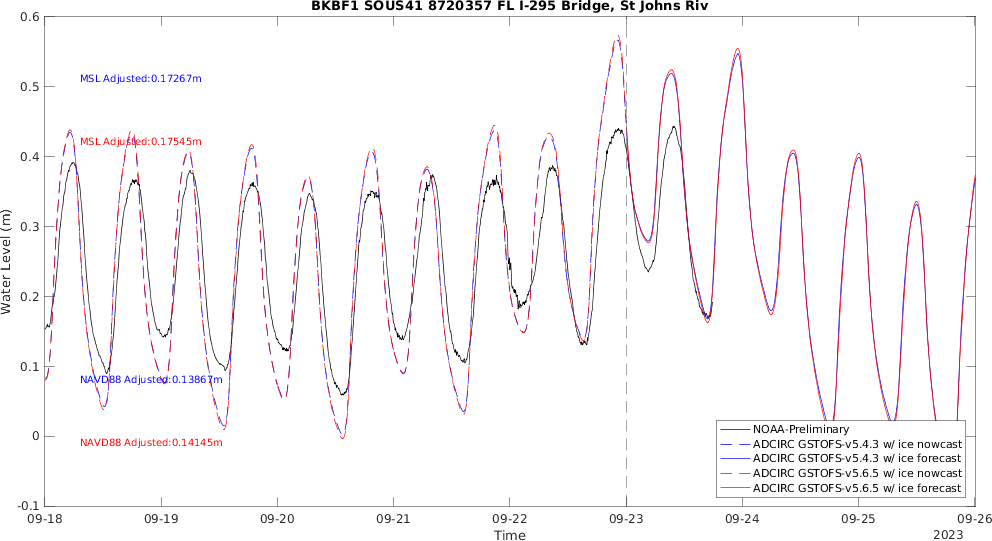 BKBF1 SOUS41 8720357 FL I-295 Bridge, St Johns Riv
0.6
0.5
0.4
0.3
0.2
0.1
0
-0.1
Water Level (m)
MSL Adjusted:0.17267m
MSL Adjusted:0.17545m
NAVD88 Adjusted:0.13867m
NAVD88 Adjusted:0.14145m
NOAA-Preliminary
ADCIRC GSTOFS-v5.4.3 w/ ice nowcast
ADCIRC GSTOFS-v5.4.3 w/ ice forecast
ADCIRC GSTOFS-v5.6.5 w/ ice nowcast
ADCIRC GSTOFS-v5.6.5 w/ ice forecast
09-18 09-19 09-20 09-21 09-22 09-23 09-24 09-25 09-26
Time
2023